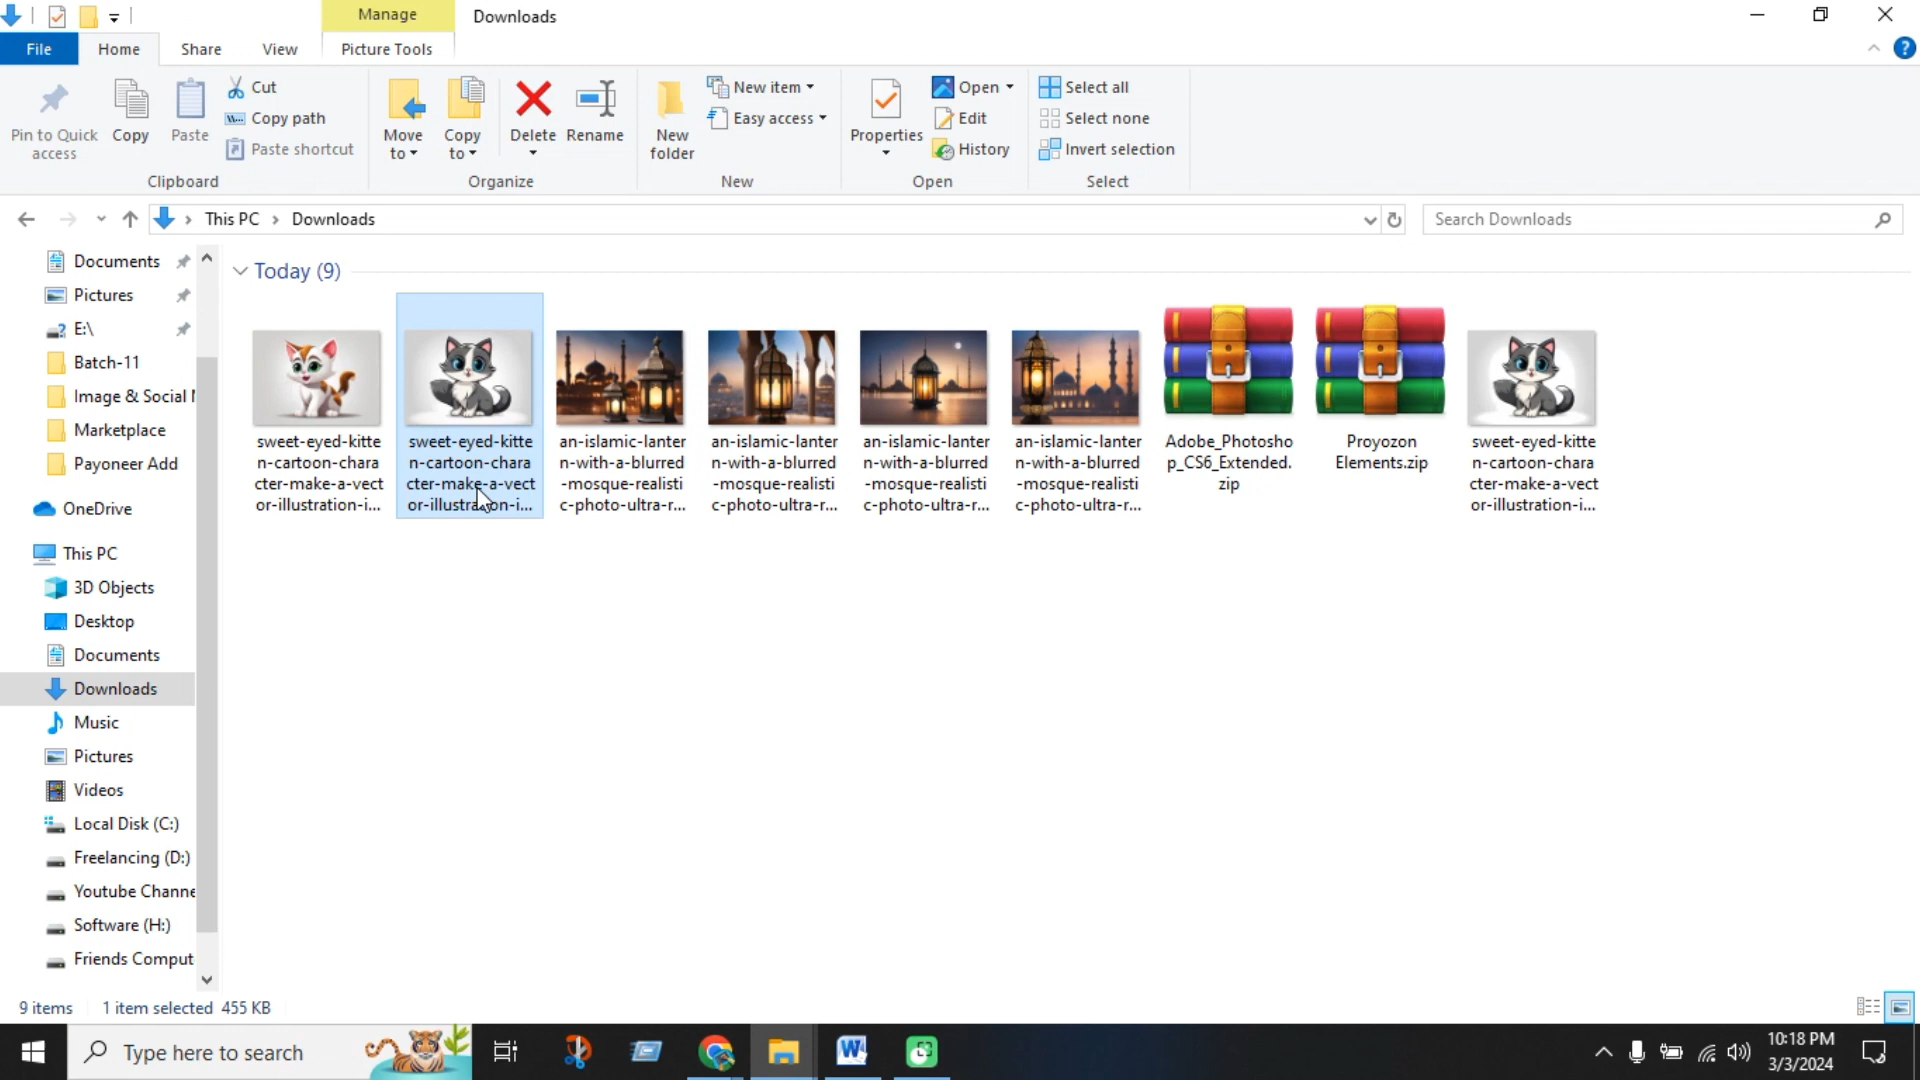 Manage
Downloads
File
Home
Share
View
Picture Tools
Pin to Quick
access
Copy
Paste
Cut
Copy path
Paste shortcut
Clipboard
Move
to
Copy
to
Delete
Rename
Organize
New
folder
New item
Easy access
New
Properties
Open
Edit
History
Open
Select all
Select none
Invert selection
Select
This PC
Downloads
Search Downloads
Documents
Pictures
E:\
Batch-11
Image & Social
Marketplace
Payoneer Add
OneDrive
This PC
3D Objects
Desktop
Documents
Downloads
Music
Pictures
Videos
Local Disk (C:)
Freelancing (D:)
Youtube Channe
Software (H:)
Friends Comput
Today (9)
sweet-eyed-kitte
n-cartoon-chara
cter-make-a-vect
or-illustration-i...
sweet-eyed-kitte
n-cartoon-chara
cter-make-a-vect
or-illustration-i...
an-islamic-lanter
n-with-a-blurred
-mosque-realisti
c-photo-ultra-r...
an-islamic-lanter
n-with-a-blurred
-mosque-realisti
c-photo-ultra-r...
an-islamic-lanter
n-with-a-blurred
-mosque-realisti
c-photo-ultra-r...
an-islamic-lanter
n-with-a-blurred
-mosque-realisti
c-photo-ultra-r...
Adobe_Photosho
p_CS6_Extended.
zip
Proyozon
Elements.zip
sweet-eyed-kitte
n-cartoon-chara
cter-make-a-vect
or-illustration-i...
9 items
1 item selected 455 KB
Type here to search
10:18 PM
3/3/2024